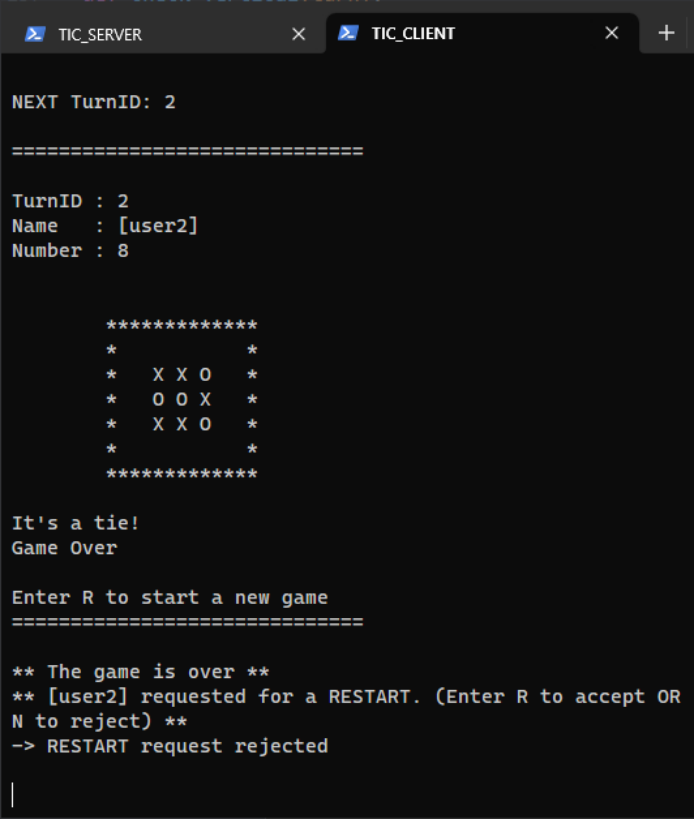 TIC_SERVER
TIC_CLIENT
NEXT TurnID: 2
==============================
TurnID : 2
Name   : [user2]
Number : 8
*************
*           *
*   X X O   *
*   O O X   *
*   X X O   *
*           *
*************
It's a tie!
Game Over
Enter R to start a new game
==============================
** The game is over **
** [user2] requested for a RESTART. (Enter R to accept OR
N to reject) **
-> RESTART request rejected